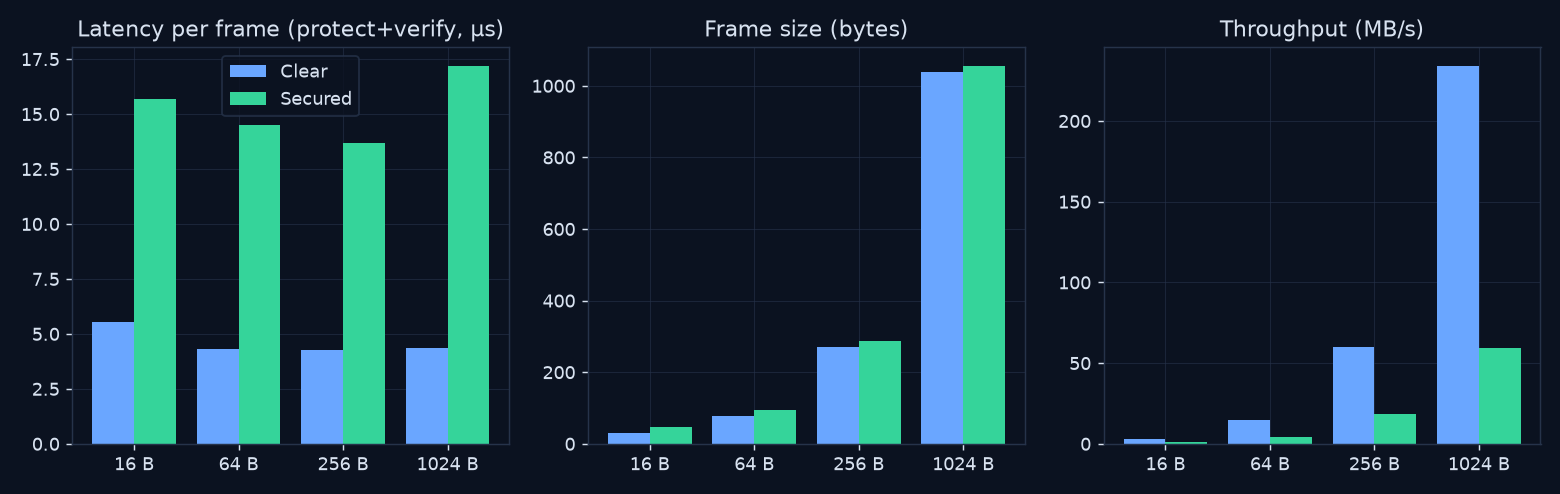 Latency per frame (protect+verify, µs)
17.5
15.0
12.5
10.0
7.5
5.0
2.5
0.0
Clear
Secured
16 B 64 B 256 B 1024 B
Frame size (bytes)
1000
800
600
400
200
0
16 B 64 B 256 B 1024 B
Throughput (MB/s)
200
150
100
50
0
16 B 64 B 256 B 1024 B